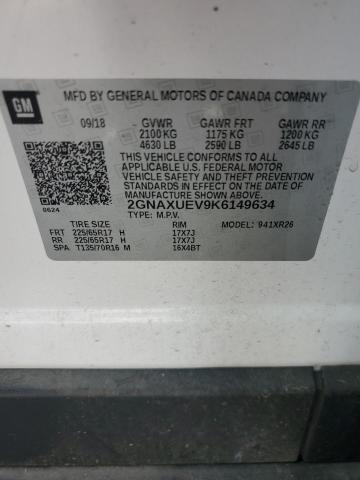 GM
MFD BY GENERAL MOTORS OF CANADA COMPANY
09/18 GVWR GAWR FRT GAWR RR
2100 KG 1175 KG 1200 KG
4630 LB 2590 LB 2645 LB
THIS VEHICLE CONFORMS TO ALL
APPLICABLE U.S. FEDERAL MOTOR
VEHICLE SAFETY AND THEFT PREVENTION
STANDARDS IN EFFECT ON THE DATE OF
MANUFACTURE SHOWN ABOVE.
0624
2GNAXUEV9K6149634
TYPE: M.P.V. MODEL: 941XR26
TIRE SIZE RIM
FRT 225/65R17 H 17X7J
RR 225/65R17 H 17X7J
SPA T135/70R16 M 16X4BT